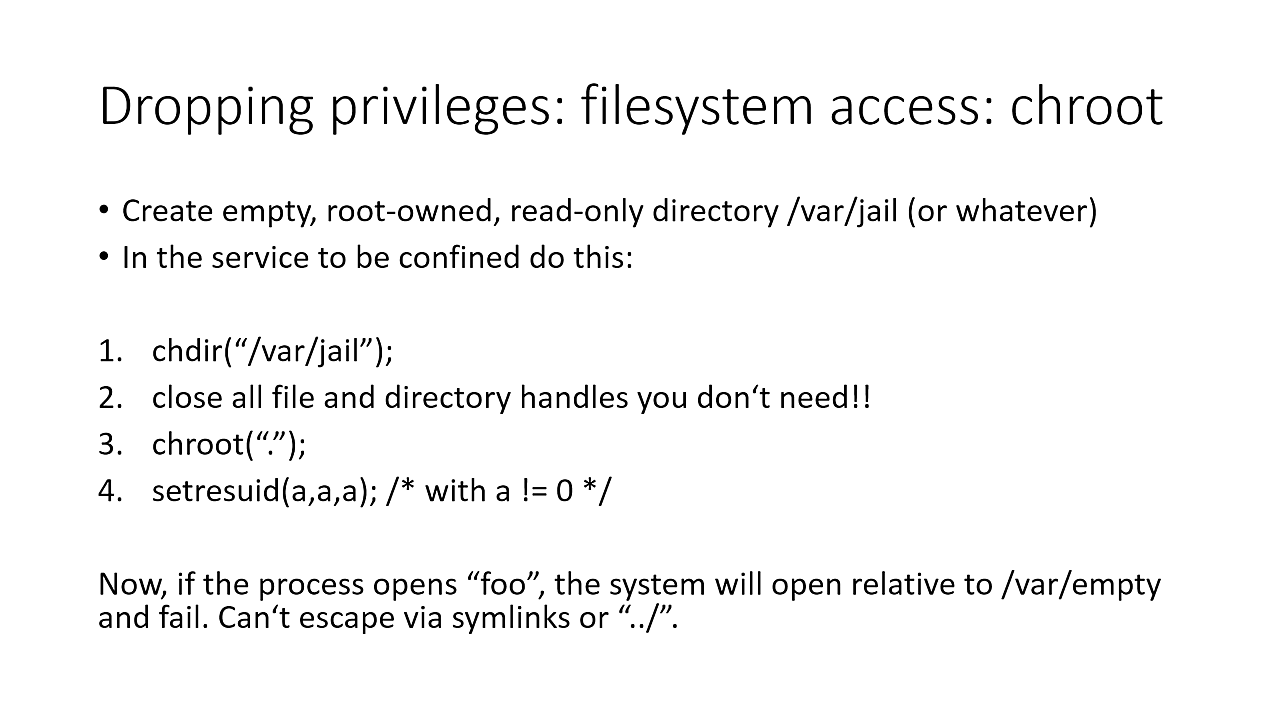 Dropping privileges: filesystem access: chroot
• Create empty, root-owned, read-only directory /var/jail (or whatever)
• In the service to be confined do this:
1. chdir(“/var/jail”);
2. close all file and directory handles you don‘t need!!
3. chroot(“.”);
4. setresuid(a,a,a); /* with a != 0 */
Now, if the process opens “foo”, the system will open relative to /var/empty
and fail. Can‘t escape via symlinks or “../”.